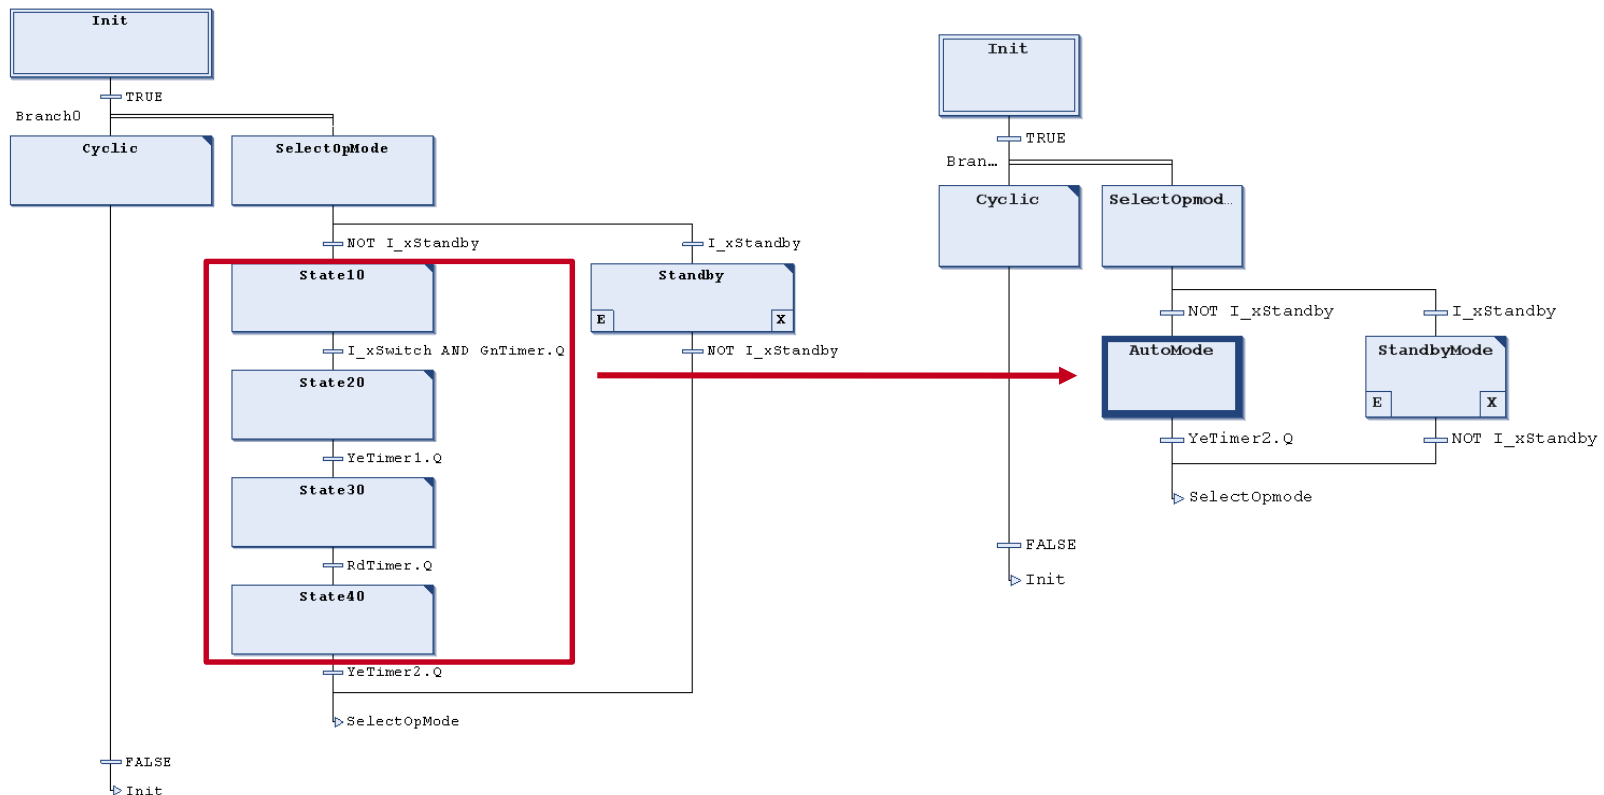 Init
TRUE
Branch0
Cyclic
SelectOpMode
NOT I_xStandby
I_xStandby
State10
Standby
E
X
I_xSwitch AND GnTimer.Q
NOT I_xStandby
State20
YeTimer1.Q
State30
RdTimer.Q
State40
YeTimer2.Q
SelectOpMode
FALSE
Init
Init
TRUE
Bran...
Cyclic
SelectOpmod...
NOT I_xStandby
I_xStandby
AutoMode
StandbyMode
E
X
YeTimer2.Q
NOT I_xStandby
SelectOpmode
FALSE
Init